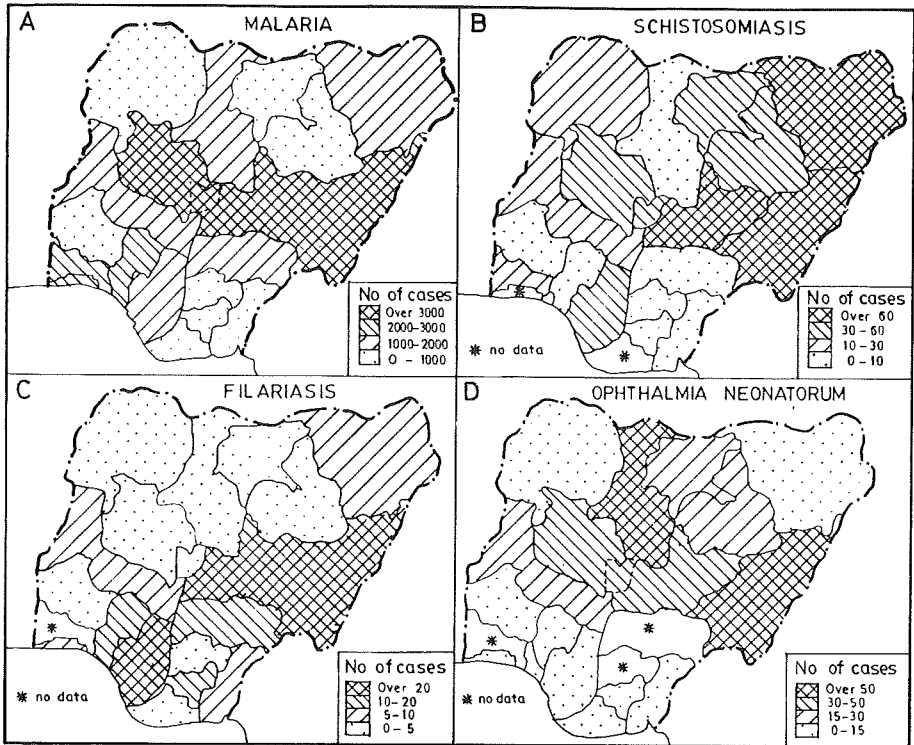 A
MALARIA
No of cases
Over 3000
2000-3000
1000-2000
0 - 1000
B
SCHISTOSOMIASIS
*
*
* no data
No of cases
Over 60
30 - 60
10 - 30
0 - 10
C
FILARIASIS
*
* no data
No of cases
Over 20
10 - 20
5 - 10
0 - 5
D
OPHTHALMIA NEONATORUM
*
*
*
* no data
No of cases
Over 50
30-50
15-30
0-15